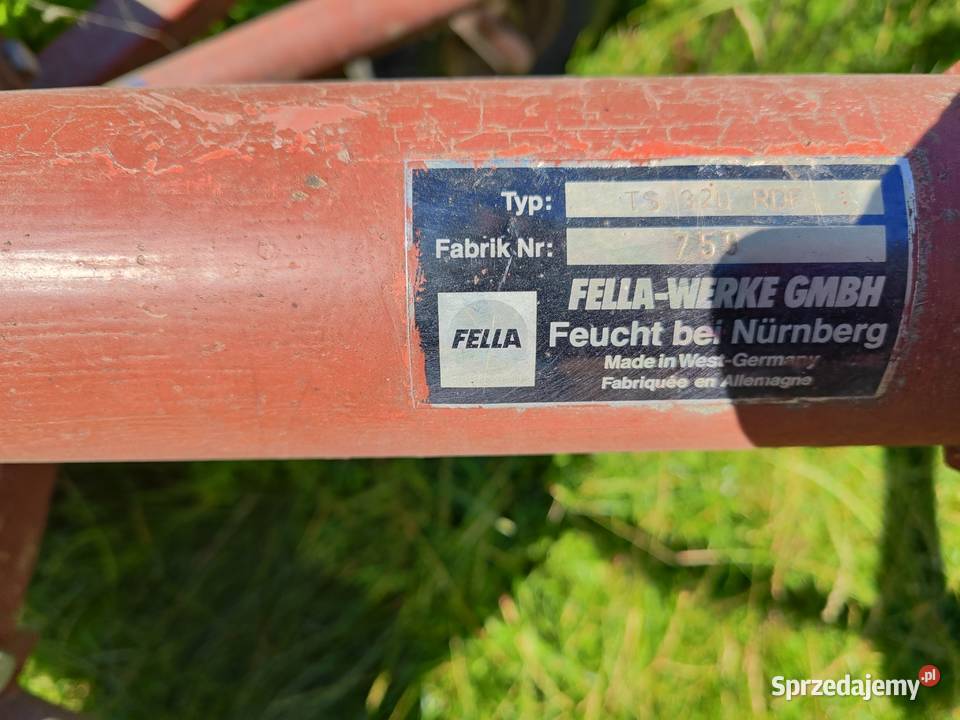 Typ: TS 320
Fabrik Nr: 750
FELLA-WERKE GMBH
FELLA
Feucht bei Nürnberg
Made in West-Germany
Fabriquée en Allemagne
Sprzedajemy.pl